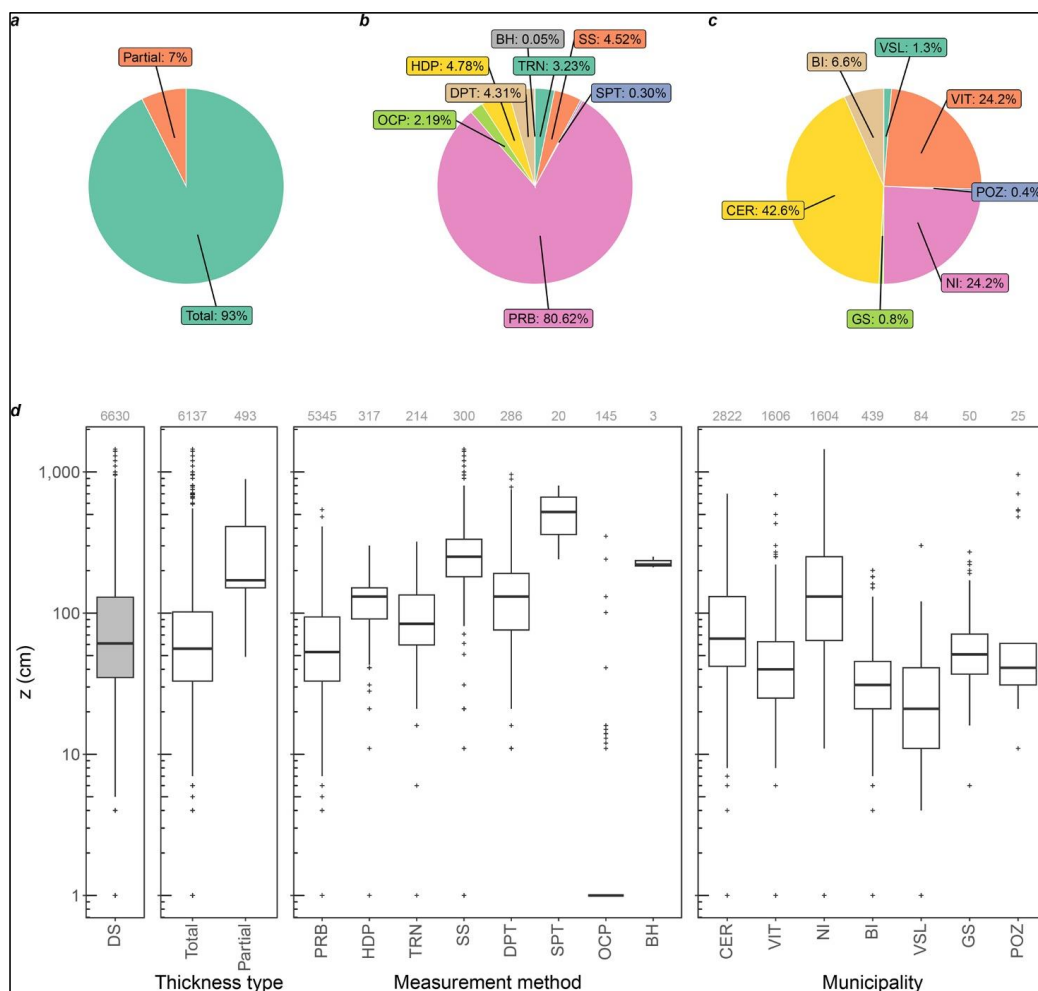 a
b
c
Partial: 7%
Total: 93%
BH: 0.05%
SS: 4.52%
HDP: 4.78%
TRN: 3.23%
DPT: 4.31%
SPT: 0.30%
OCP: 2.19%
PRB: 80.62%
VSL: 1.3%
BI: 6.6%
VIT: 24.2%
POZ: 0.4%
CER: 42.6%
NI: 24.2%
GS: 0.8%
d
6630
6137 493
5345 317 214 300 286 20 145 3
2822 1606 1604 439 84 50 25
z (cm)
1,000
100
10
1
DS
Total Partial
PRB HDP TRN SS DPT SPT OCP BH
CER VIT NI BI VSL GS POZ
Thickness type
Measurement method
Municipality